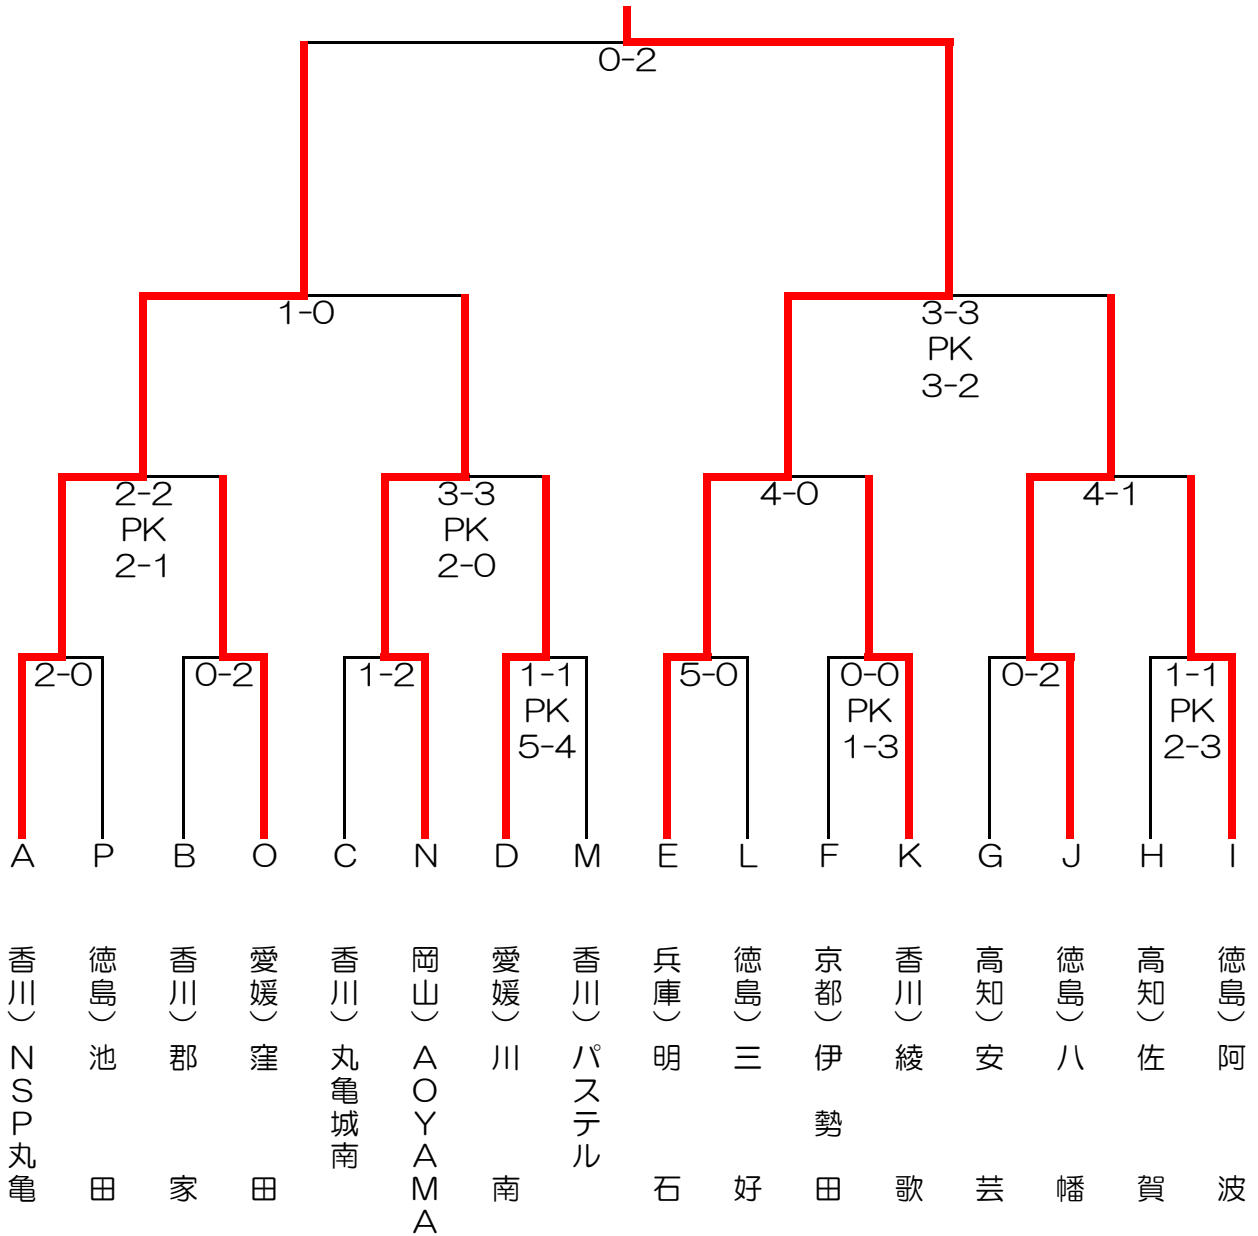 0-2
1-0
3-3
PK
3-2
2-2
PK
2-1
3-3
PK
2-0
4-0
4-1
2-0
0-2
1-2
1-1
PK
5-4
5-0
0-0
PK
1-3
0-2
1-1
PK
2-3
A P B O C N D M E L F K G J H I
香川）NSP丸亀
徳島）池田
香川）郡家
愛媛）窪田
香川）丸亀城南
岡山）AOYAMA
愛媛）川南
香川）パステル
兵庫）明石
徳島）三好
京都）伊勢田
香川）綾歌
高知）安芸
徳島）八幡
高知）佐賀
徳島）阿波